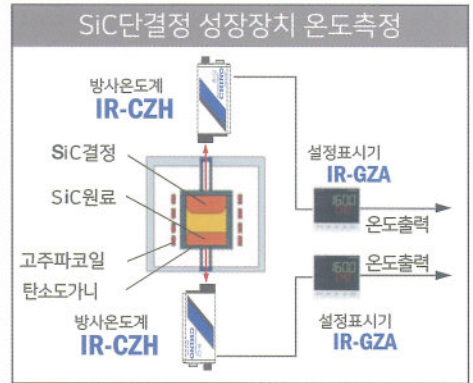 SiC단결정 성장장치 온도측정
방사온도계
IR-CZH
CHINO
SiC결정
SiC원료
고주파코일
탄소도가니
설정표시기
IR-GZA
1600
온도출력
1600
온도출력
방사온도계
IR-CZH
설정표시기
IR-GZA